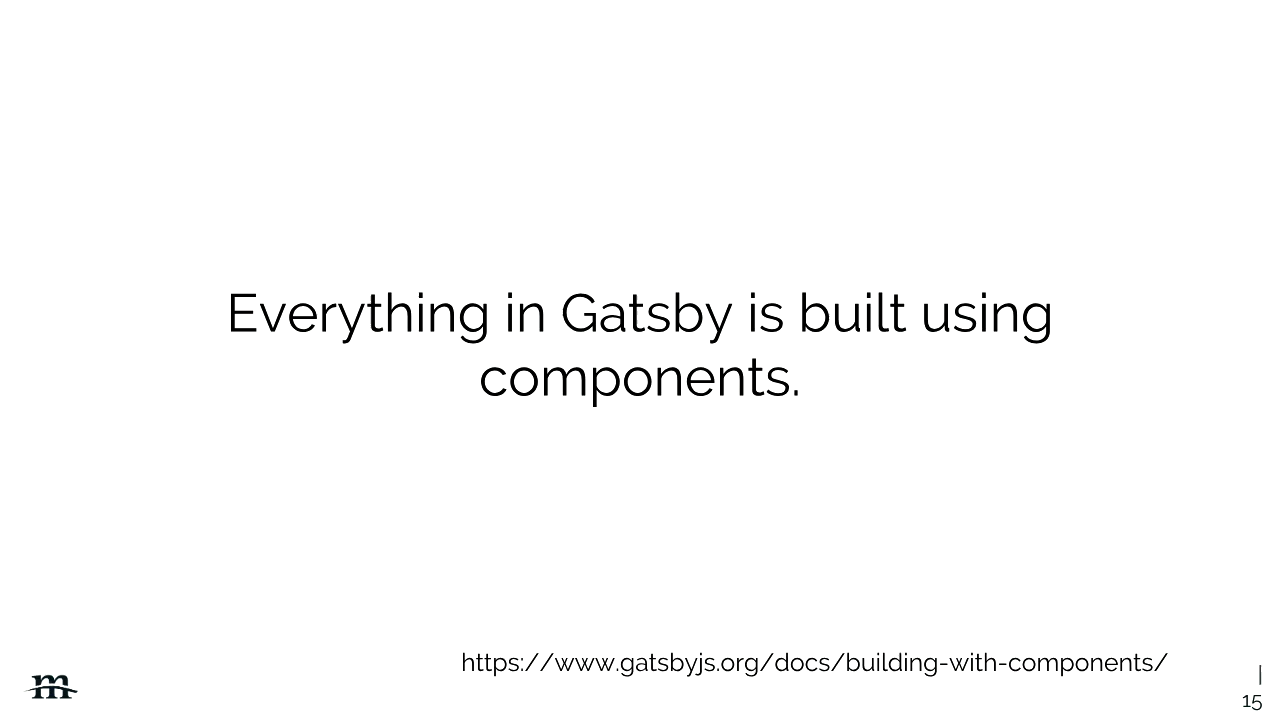 Everything in Gatsby is built using
components.
https://www.gatsbyjs.org/docs/building-with-components/
m
|
15